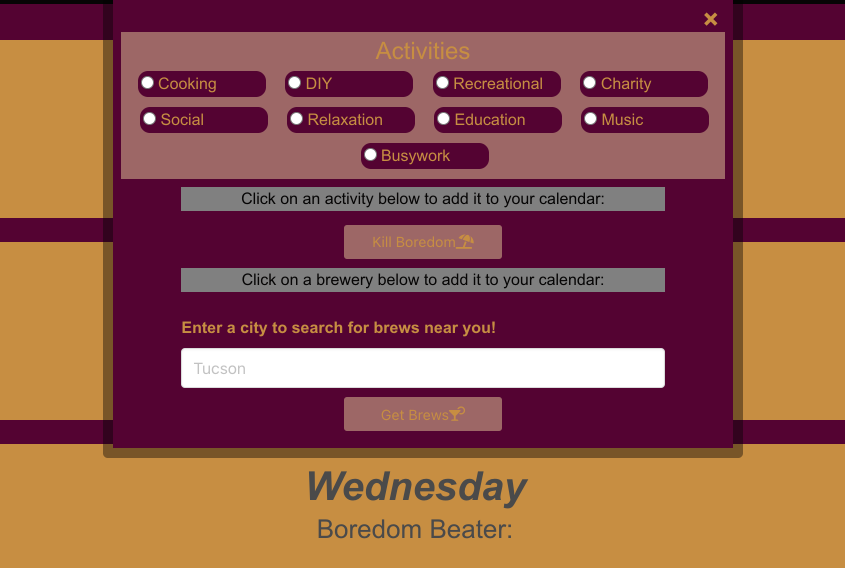 ×
Activities
Cooking DIY Recreational Charity
Social Relaxation Education Music
Busywork
Click on an activity below to add it to your calendar:
Kill Boredom
Click on a brewery below to add it to your calendar:
Enter a city to search for brews near you!
Tucson
Get Brews
Wednesday
Boredom Beater: